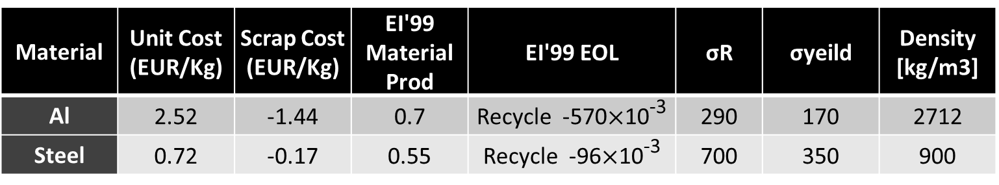 Material Unit Cost (EUR/Kg) Scrap Cost (EUR/Kg) EI'99 Material Prod EI'99 EOL σR σyeild Density [kg/m3]
Al 2.52 -1.44 0.7 Recycle -570×10⁻³ 290 170 2712
Steel 0.72 -0.17 0.55 Recycle -96×10⁻³ 700 350 900